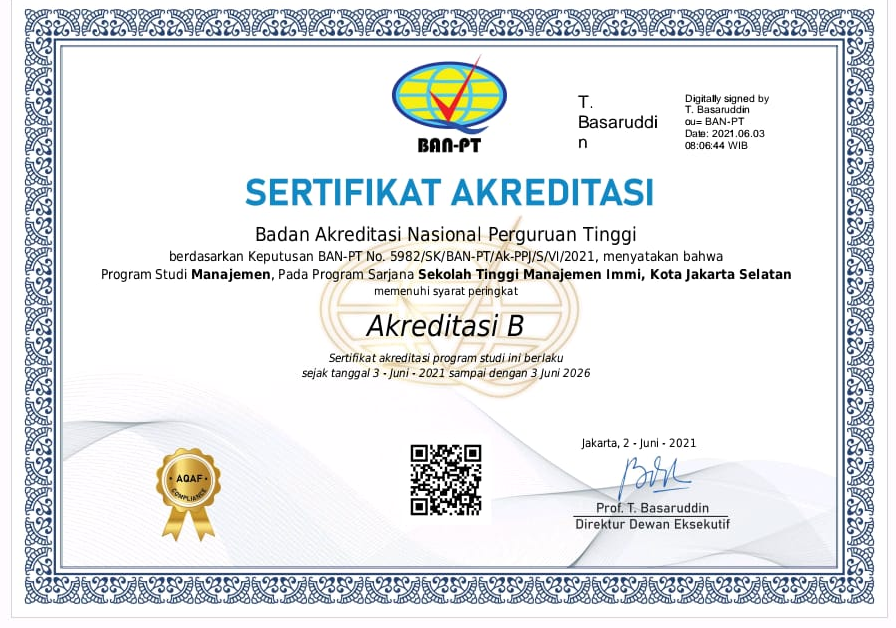 BAN-PT
T.
Basaruddi
n
Digitally signed by
T. Basaruddin
ou= BAN-PT
Date: 2021.06.03
08:06:44 WIB
SERTIFIKAT AKREDITASI
Badan Akreditasi Nasional Perguruan Tinggi
berdasarkan Keputusan BAN-PT No. 5982/SK/BAN-PT/Ak-PPJ/S/VI/2021, menyatakan bahwa
Program Studi Manajemen, Pada Program Sarjana Sekolah Tinggi Manajemen Immi, Kota Jakarta Selatan
memenuhi syarat peringkat
Akreditasi B
Sertifikat akreditasi program studi ini berlaku
sejak tanggal 3 - Juni - 2021 sampai dengan 3 Juni 2026
Jakarta, 2 - Juni - 2021
AQAF
COMPLIANCE
Prof. T. Basaruddin
Direktur Dewan Eksekutif